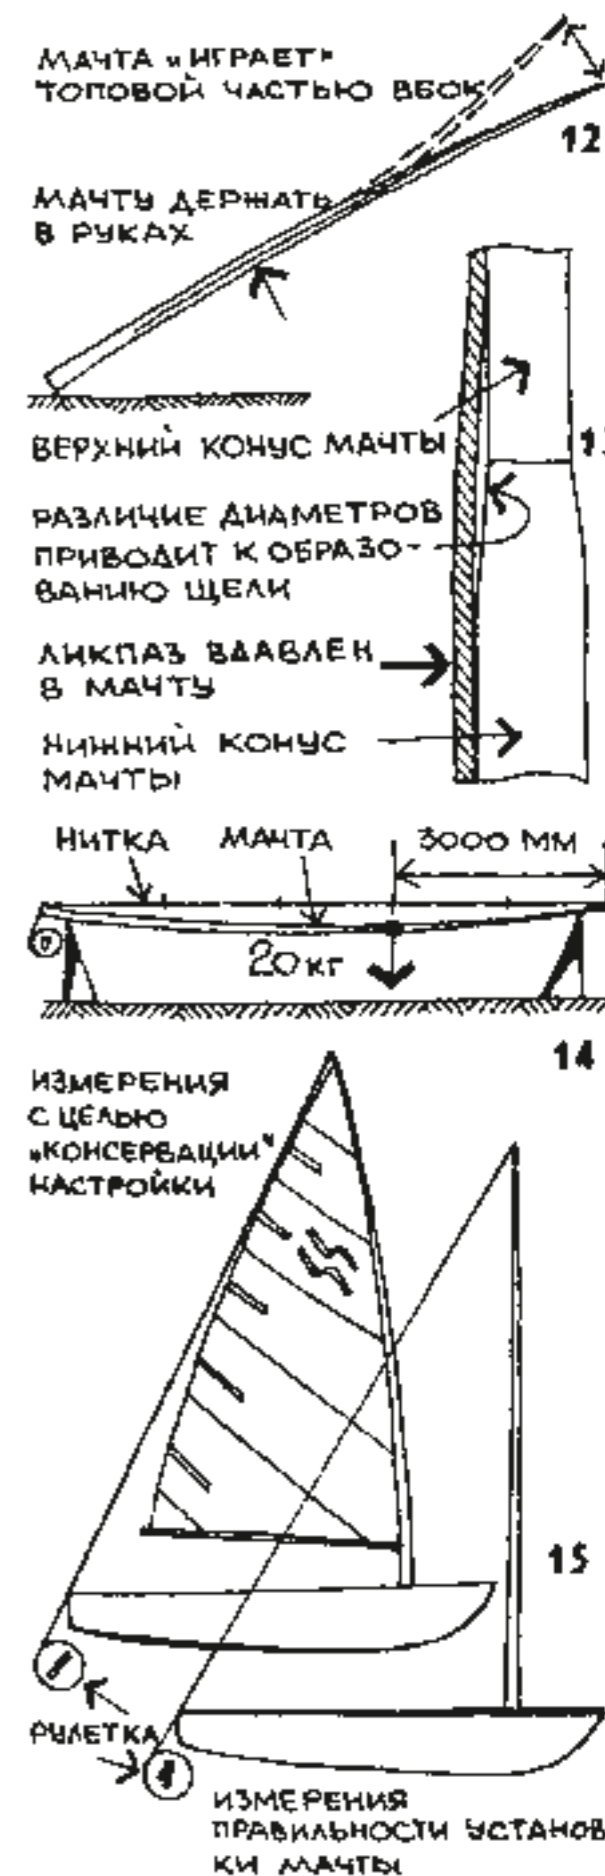 МАЧТА „ИГРАЕТ"
ТОПОВОЙ ЧАСТЬЮ ВБОК
12
МАЧТУ ДЕРЖАТЬ
В РУКАХ
ВЕРХНИЙ КОНУС МАЧТЫ
РАЗЛИЧИЕ ДИАМЕТРОВ
ПРИВОДИТ К ОБРАЗО-
ВАНИЮ ЩЕЛИ
ЛИКПАЗ ВДАВЛЕН
В МАЧТУ
НИЖНИЙ КОНУС
МАЧТЫ
НИТКА МАЧТА 3000 ММ
20 кг
14
ИЗМЕРЕНИЯ
С ЦЕЛЬЮ
„КОНСЕРВАЦИИ"
НАСТРОЙКИ
15
РУЛЕТКА
ИЗМЕРЕНИЯ
ПРАВИЛЬНОСТИ УСТАНОВ
КИ МАЧТЫ